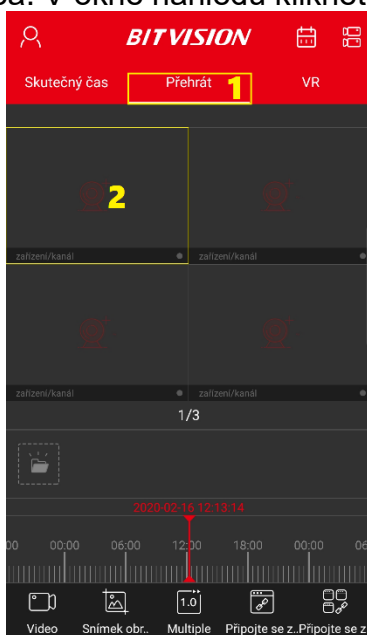 sa. V okně náhledu klikněte
BITVISION
Skutečný čas Přehrát 1 VR
2
zařízení/kanál zařízení/kanál
zařízení/kanál zařízení/kanál
1/3
2020-02-16 12:13:14
00 00:00 06:00 12:00 18:00 00:00 06
1.0
Video Snímek obr.. Multiple Připojte se z..Připojte se z